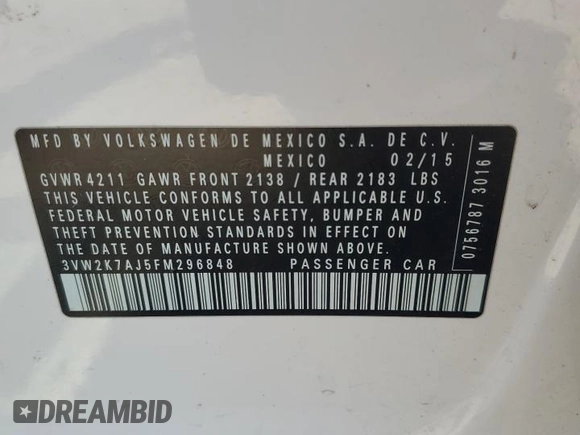 MFD BY VOLKSWAGEN DE MEXICO S.A. DE C.V.
MEXICO 02/15
GVWR 4211 GAWR FRONT 2138 / REAR 2183 LBS
THIS VEHICLE CONFORMS TO ALL APPLICABLE U.S.
FEDERAL MOTOR VEHICLE SAFETY, BUMPER AND
THEFT PREVENTION STANDARDS IN EFFECT ON
THE DATE OF MANUFACTURE SHOWN ABOVE.
3VW2K7AJ5FM296848 PASSENGER CAR
0756787 3016 M
DREAMBID